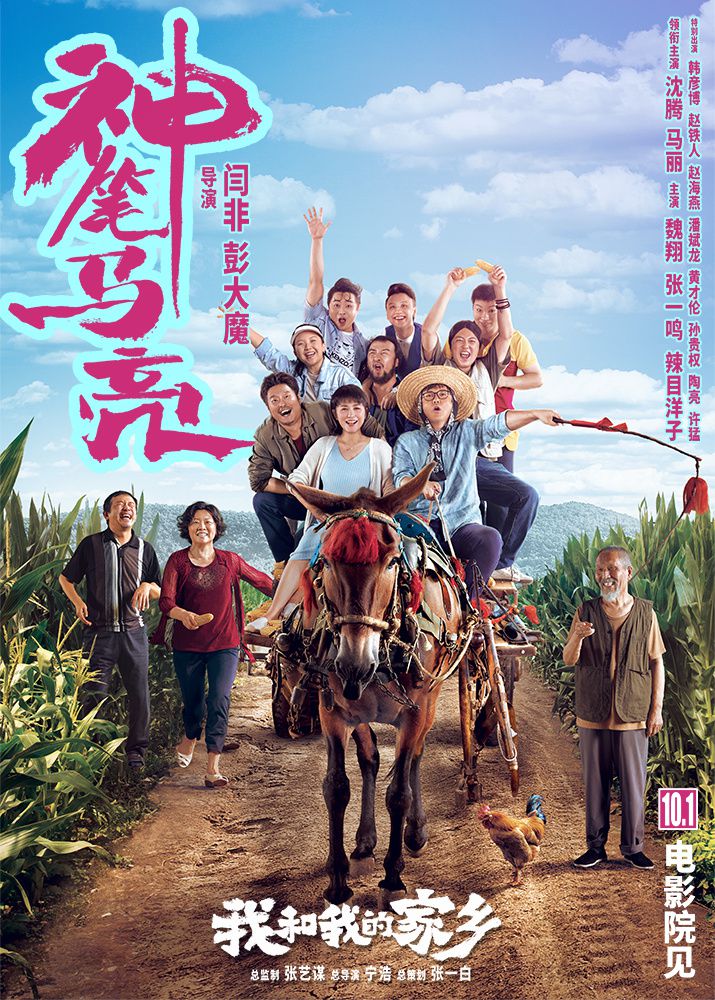 神笔马亮
导演
闫非 彭大魔
特别出演 韩彦博 赵铁人 赵海燕 潘斌龙 黄才伦 孙贵权 陶亮 许猛
领衔主演 沈腾 马丽 主演 魏翔 张一鸣 辣目洋子
10.1
电影院见
我和我的家乡
总监制 张艺谋 总导演 宁浩 总策划 张一白